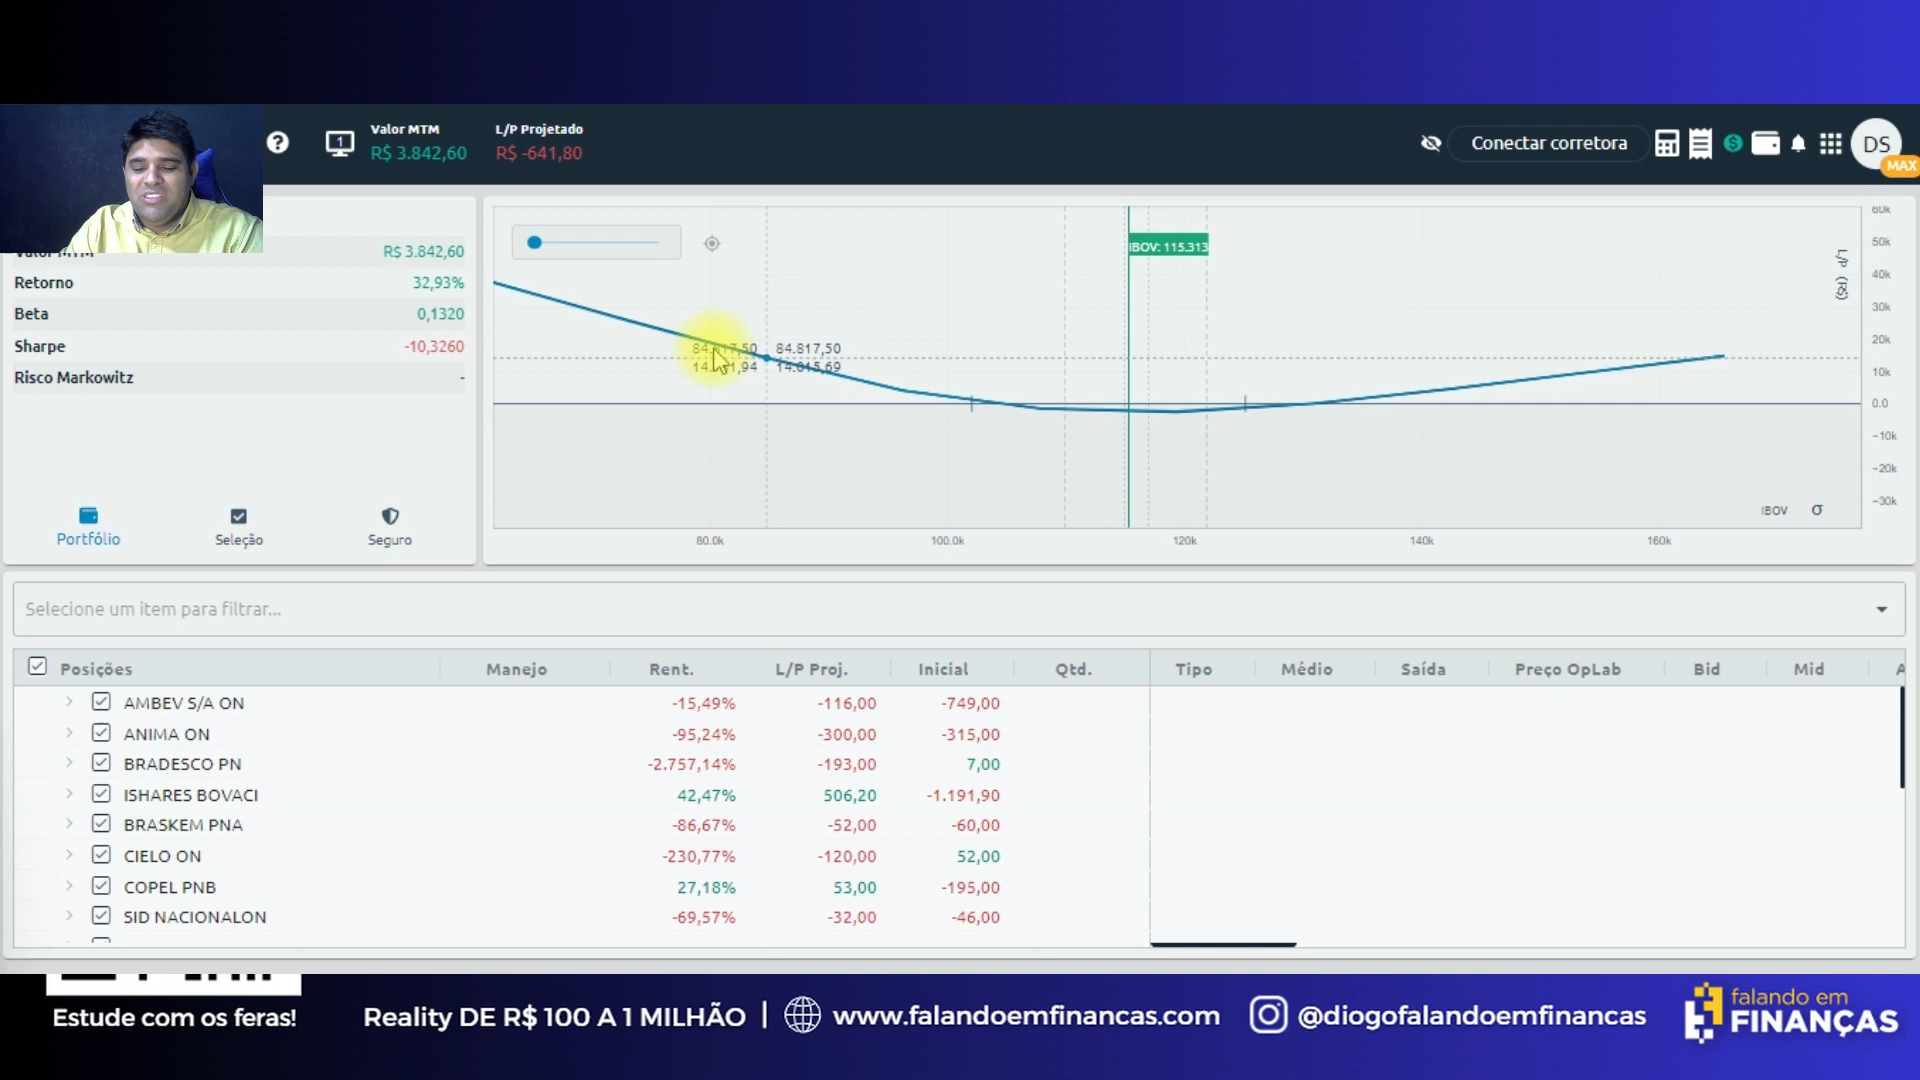 ?
1
Valor MTM
R$ 3.842,60
L/P Projetado
R$ -641,80
Conectar corretora
$
DS
MAX
Valor MTM R$ 3.842,60
Retorno 32,93%
Beta 0,1320
Sharpe -10,3260
Risco Markowitz -
Portfólio
Seleção
Seguro
IBOV: 115.313
84.817,50
14.015,69
L/P (R$)
60k
50k
40k
30k
20k
10k
0.0
-10k
-20k
-30k
IBOV σ
80.0k 100.0k 120k 140k 160k
Selecione um item para filtrar...
Posições Manejo Rent. L/P Proj. Inicial Qtd. Tipo Médio Saída Preço OpLab Bid Mid A
AMBEV S/A ON -15,49% -116,00 -749,00
ANIMA ON -95,24% -300,00 -315,00
BRADESCO PN -2.757,14% -193,00 7,00
ISHARES BOVACI 42,47% 506,20 -1.191,90
BRASKEM PNA -86,67% -52,00 -60,00
CIELO ON -230,77% -120,00 52,00
COPEL PNB 27,18% 53,00 -195,00
SID NACIONALON -69,57% -32,00 -46,00
Estude com os feras!
Reality DE R$ 100 A 1 MILHÃO | www.falandoemfinancas.com
@diogofalandoemfinancas
falando em
FINANÇAS